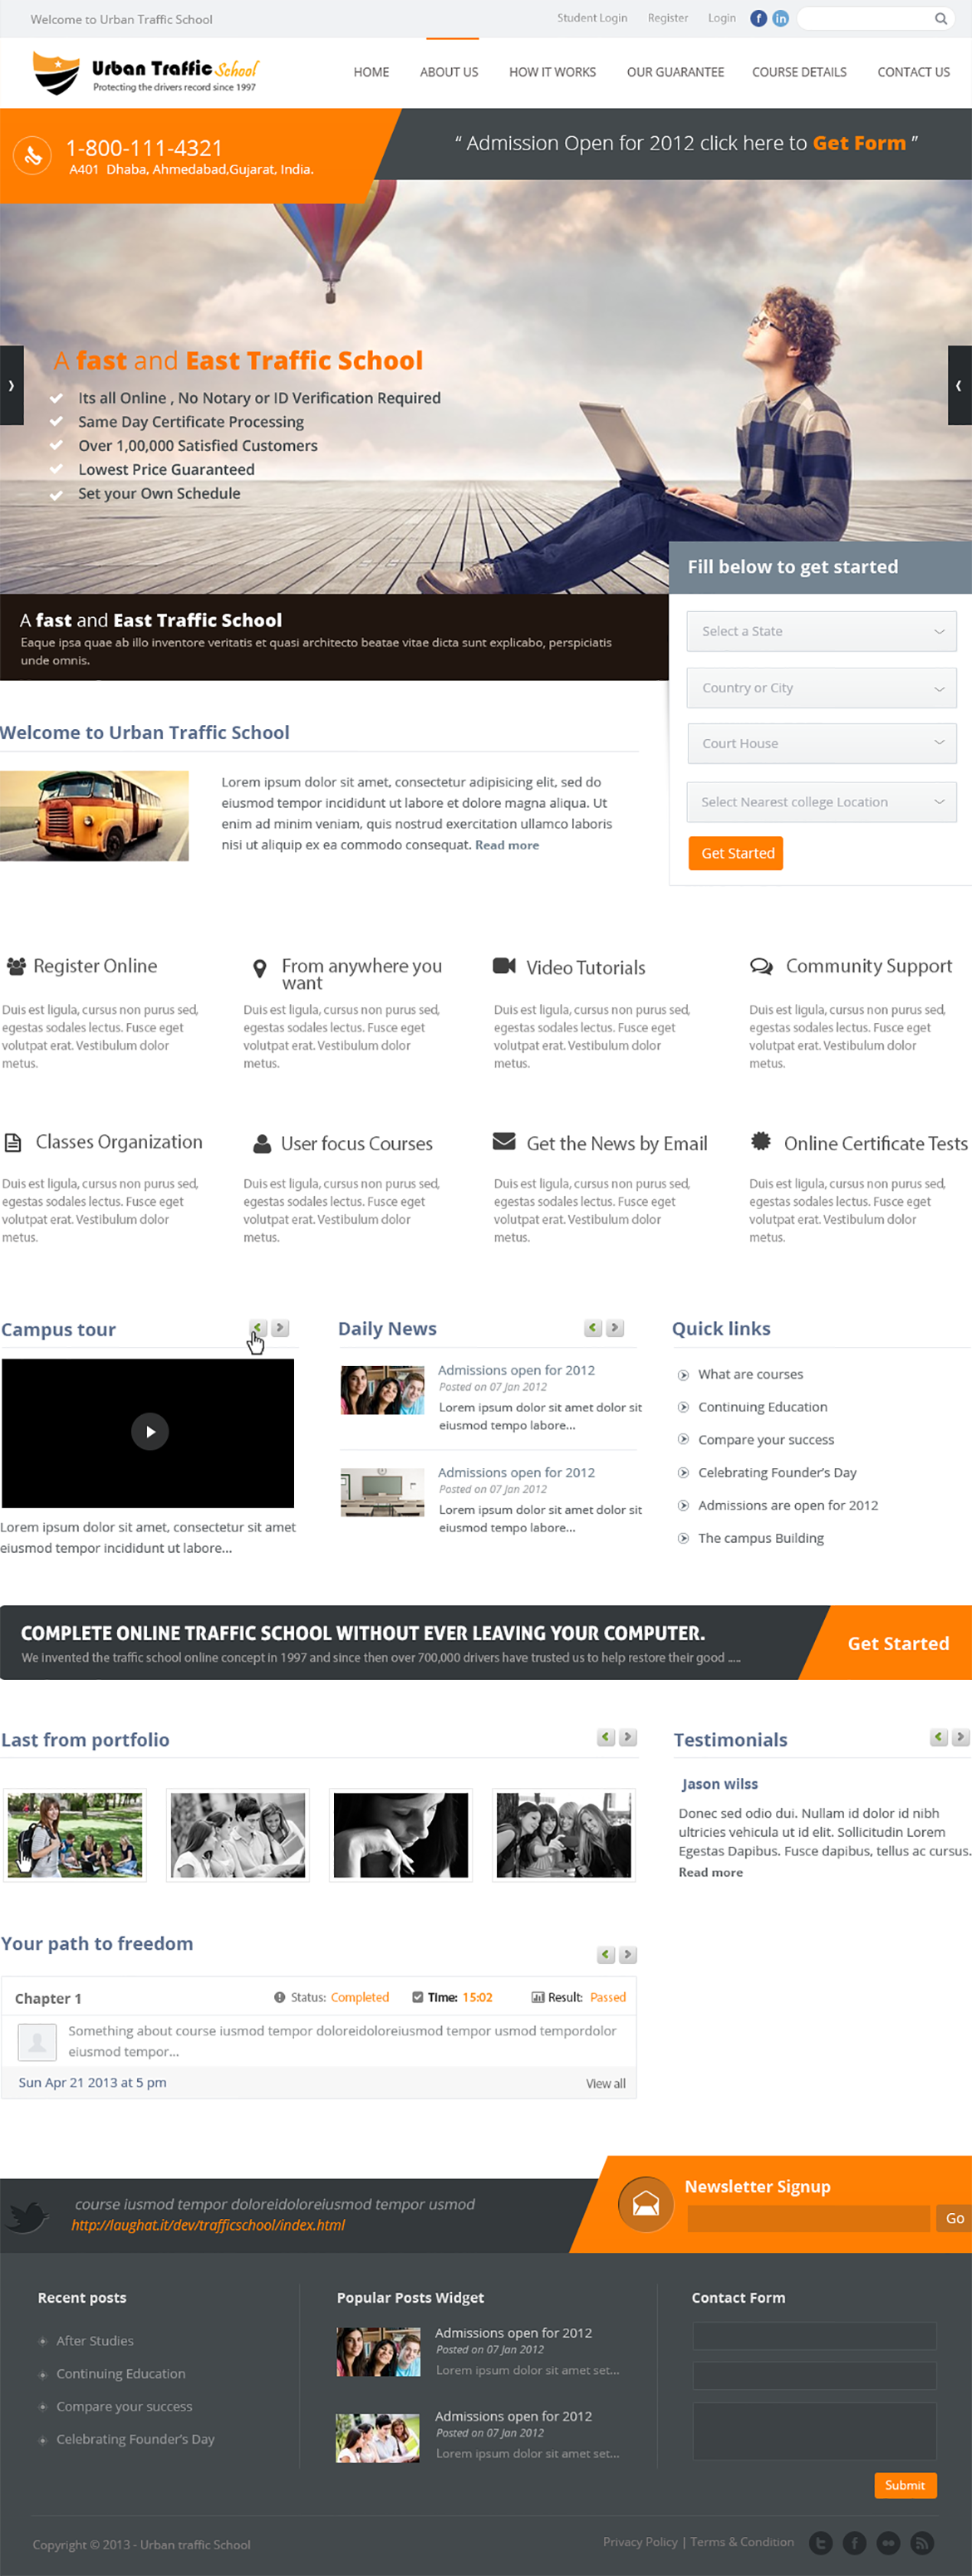 Welcome to Urban Traffic School
Student Login
Register
Login
Urban Traffic School
Protecting the drivers record since 1997
HOME
ABOUT US
HOW IT WORKS
OUR GUARANTEE
COURSE DETAILS
CONTACT US
1-800-111-4321
A401 Dhaba, Ahmedabad,Gujarat, India.
“ Admission Open for 2012 click here to Get Form ”
A fast and East Traffic School
Its all Online , No Notary or ID Verification Required
Same Day Certificate Processing
Over 1,00,000 Satisfied Customers
Lowest Price Guaranteed
Set your Own Schedule
A fast and East Traffic School
Eaque ipsa quae ab illo inventore veritatis et quasi architecto beatae vitae dicta sunt explicabo, perspiciatis
unde omnis.
Fill below to get started
Select a State
Country or City
Court House
Select Nearest college Location
Get Started
Welcome to Urban Traffic School
Lorem ipsum dolor sit amet, consectetur adipisicing elit, sed do
eiusmod tempor incididunt ut labore et dolore magna aliqua. Ut
enim ad minim veniam, quis nostrud exercitation ullamco laboris
nisi ut aliquip ex ea commodo consequat. Read more
Register Online
Duis est ligula, cursus non purus sed,
egestas sodales lectus. Fusce eget
volutpat erat. Vestibulum dolor
metus.
From anywhere you
want
Duis est ligula, cursus non purus sed,
egestas sodales lectus. Fusce eget
volutpat erat. Vestibulum dolor
metus.
Video Tutorials
Duis est ligula, cursus non purus sed,
egestas sodales lectus. Fusce eget
volutpat erat. Vestibulum dolor
metus.
Community Support
Duis est ligula, cursus non purus sed,
egestas sodales lectus. Fusce eget
volutpat erat. Vestibulum dolor
metus.
Classes Organization
Duis est ligula, cursus non purus sed,
egestas sodales lectus. Fusce eget
volutpat erat. Vestibulum dolor
metus.
User focus Courses
Duis est ligula, cursus non purus sed,
egestas sodales lectus. Fusce eget
volutpat erat. Vestibulum dolor
metus.
Get the News by Email
Duis est ligula, cursus non purus sed,
egestas sodales lectus. Fusce eget
volutpat erat. Vestibulum dolor
metus.
Online Certificate Tests
Duis est ligula, cursus non purus sed,
egestas sodales lectus. Fusce eget
volutpat erat. Vestibulum dolor
metus.
Campus tour
Lorem ipsum dolor sit amet, consectetur sit amet
eiusmod tempor incididunt ut labore...
Daily News
Admissions open for 2012
Posted on 07 Jan 2012
Lorem ipsum dolor sit amet dolor sit
eiusmod tempo labore...
Admissions open for 2012
Posted on 07 Jan 2012
Lorem ipsum dolor sit amet dolor sit
eiusmod tempo labore...
Quick links
What are courses
Continuing Education
Compare your success
Celebrating Founder’s Day
Admissions are open for 2012
The campus Building
COMPLETE ONLINE TRAFFIC SCHOOL WITHOUT EVER LEAVING YOUR COMPUTER.
We invented the traffic school online concept in 1997 and since then over 700,000 drivers have trusted us to help restore their good .....
Get Started
Last from portfolio
Testimonials
Jason wilss
Donec sed odio dui. Nullam id dolor id nibh
ultricies vehicula ut id elit. Sollicitudin Lorem
Egestas Dapibus. Fusce dapibus, tellus ac cursus.
Read more
Your path to freedom
Chapter 1
Status: Completed
Time: 15:02
Result: Passed
Something about course iusmod tempor doloreidoloreiusmod tempor usmod tempordolor
eiusmod tempor...
Sun Apr 21 2013 at 5 pm
View all
course iusmod tempor doloreidoloreiusmod tempor usmod
http://laughat.it/dev/trafficschool/index.html
Newsletter Signup
Go
Recent posts
After Studies
Continuing Education
Compare your success
Celebrating Founder’s Day
Popular Posts Widget
Admissions open for 2012
Posted on 07 Jan 2012
Lorem ipsum dolor sit amet set...
Admissions open for 2012
Posted on 07 Jan 2012
Lorem ipsum dolor sit amet set...
Contact Form
Submit
Copyright © 2013 - Urban traffic School
Privacy Policy | Terms & Condition